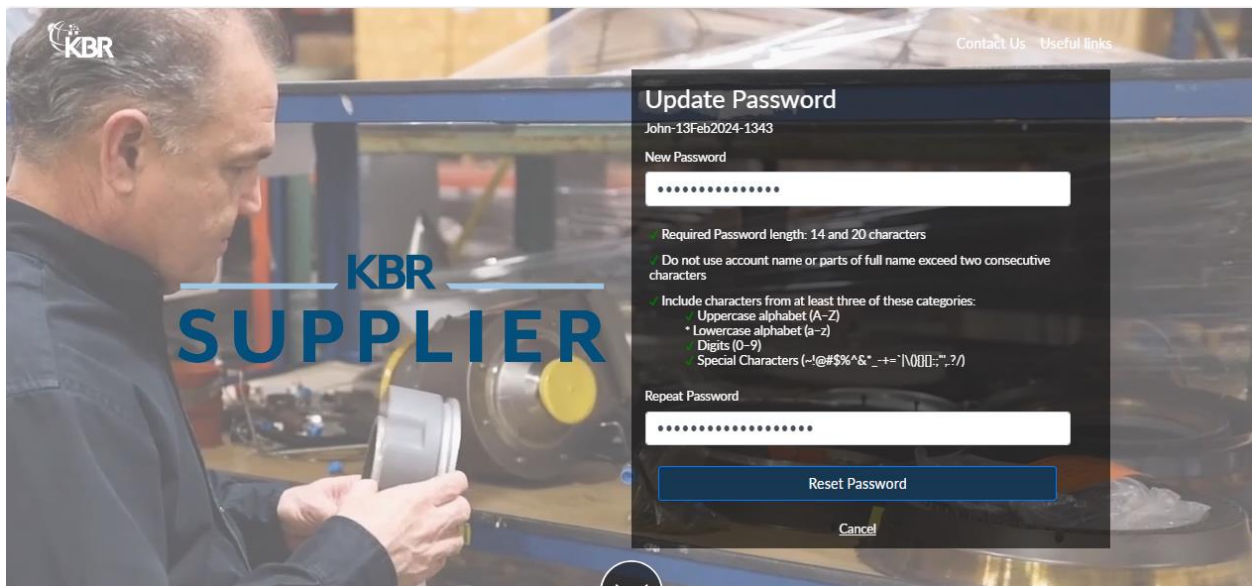 KBR
Contact Us Useful links
Update Password
John-13Feb2024-1343
New Password
•••••••••••••••
✓ Required Password length: 14 and 20 characters
✓ Do not use account name or parts of full name exceed two consecutive
characters
✓ Include characters from at least three of these categories:
✓ Uppercase alphabet (A–Z)
* Lowercase alphabet (a–z)
✓ Digits (0–9)
✓ Special Characters (~!@#$%^&*_-+=`|\(){}[]:;"',.?/)
KBR
SUPPLIER
Repeat Password
•••••••••••••••••••
Reset Password
Cancel